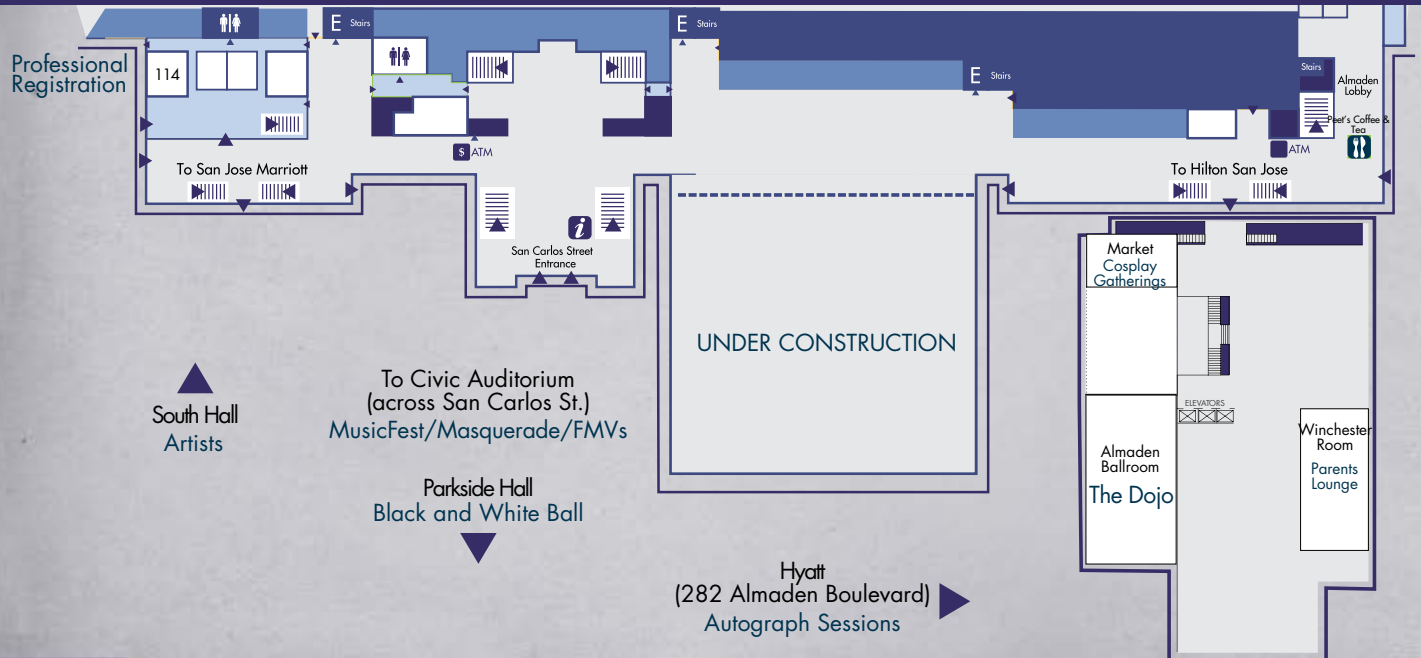 E Stairs
E Stairs
Professional
Registration
114
E Stairs
Stairs
Almaden
Lobby
Peet's Coffee &
Tea
$ ATM
ATM
To San Jose Marriott
To Hilton San Jose
i
San Carlos Street
Entrance
Market
Cosplay
Gatherings
UNDER CONSTRUCTION
To Civic Auditorium
(across San Carlos St.)
MusicFest/Masquerade/FMVs
South Hall
Artists
ELEVATORS
Almaden
Ballroom
The Dojo
Winchester
Room
Parents
Lounge
Parkside Hall
Black and White Ball
Hyatt
(282 Almaden Boulevard)
Autograph Sessions